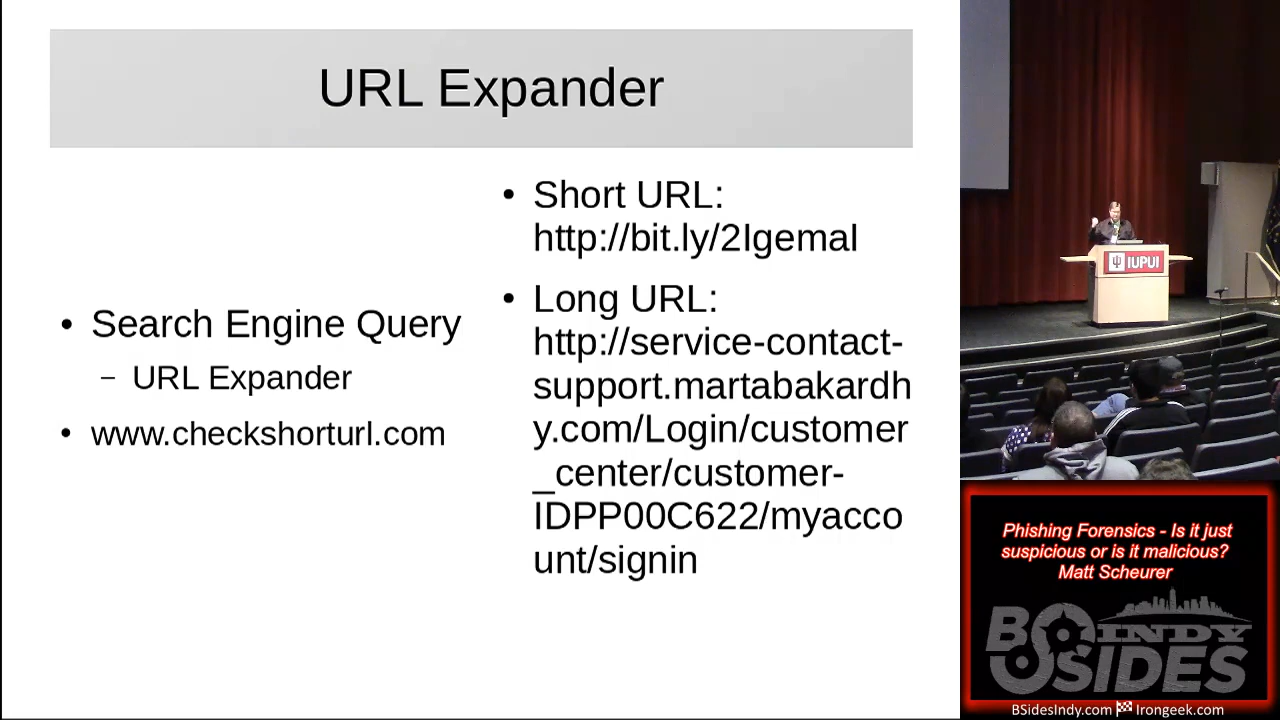 URL Expander
• Search Engine Query
– URL Expander
• www.checkshorturl.com
• Short URL:
http://bit.ly/2Igemal
• Long URL:
http://service-contact-
support.martabakardh
y.com/Login/customer
_center/customer-
IDPP00C622/myacco
unt/signin
IUPUI
Phishing Forensics - Is it just
suspicious or is it malicious?
Matt Scheurer
BSIDES INDY
BSidesIndy.com Irongeek.com